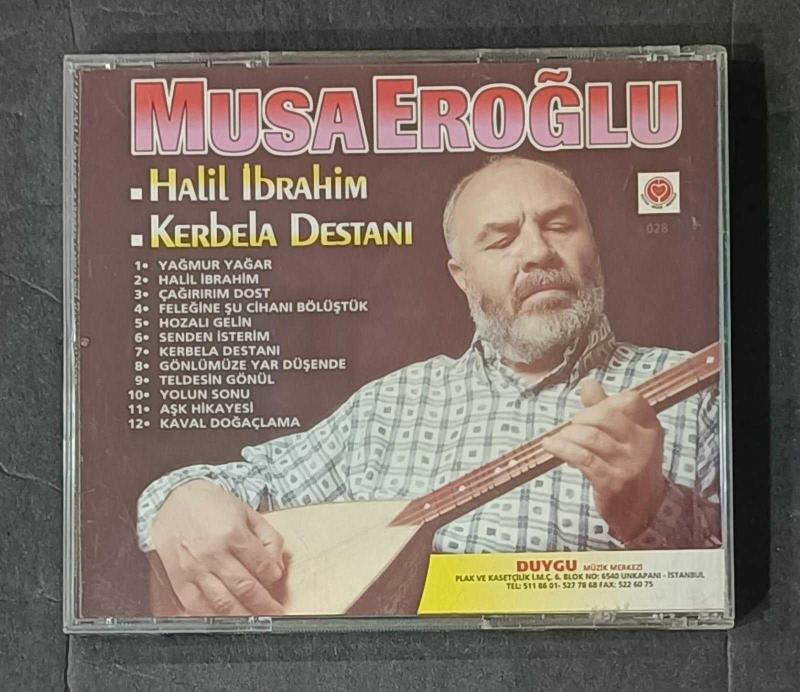 MUSA EROĞLU
▪ HALİL İBRAHİM
▪ KERBELA DESTANI
028
1• YAĞMUR YAĞAR
2• HALİL İBRAHİM
3• ÇAĞIRIRIM DOST
4• FELEĞİNE ŞU CİHANI BÖLÜŞTÜK
5• HOZALI GELİN
6• SENDEN İSTERİM
7• KERBELA DESTANI
8• GÖNLÜMÜZE YAR DÜŞENDE
9• TELDESİN GÖNÜL
10• YOLUN SONU
11• AŞK HİKAYESİ
12• KAVAL DOĞAÇLAMA
DUYGU MÜZİK MERKEZİ
PLAK VE KASETÇİLİK İ.M.Ç. 6. BLOK NO: 6540 UNKAPANI - İSTANBUL
TEL: 511 86 01- 527 78 68 FAX: 522 60 75